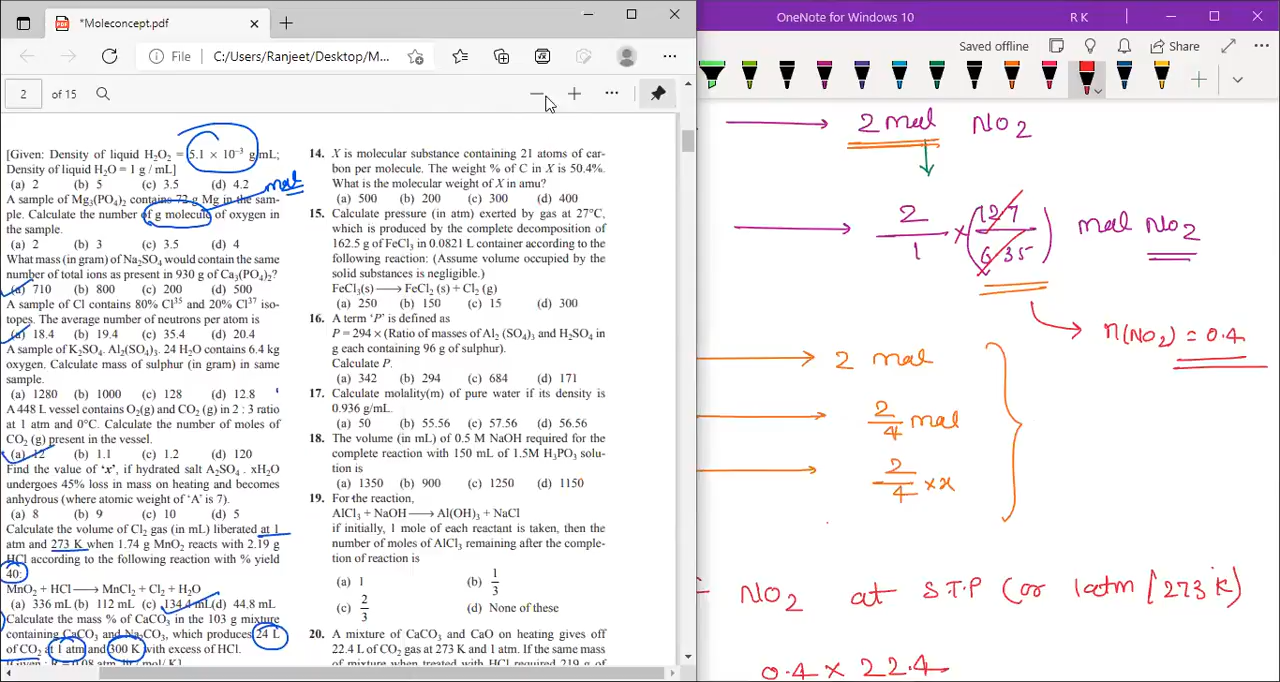 *Moleconcept.pdf
File C:/Users/Ranjeet/Desktop/M...
2 of 15
[Given: Density of liquid H₂O₂ = 5.1 × 10⁻³ g/mL;
Density of liquid H₂O = 1 g / mL]
(a) 2 (b) 5 (c) 3.5 (d) 4.2
mol
A sample of Mg₃(PO₄)₂ contains 72 g Mg in the sam-
ple. Calculate the number of g molecule of oxygen in
the sample.
(a) 2 (b) 3 (c) 3.5 (d) 4
What mass (in gram) of Na₂SO₄ would contain the same
number of total ions as present in 930 g of Ca₃(PO₄)₂?
(a) 710 (b) 800 (c) 200 (d) 500
A sample of Cl contains 80% Cl³⁵ and 20% Cl³⁷ iso-
topes. The average number of neutrons per atom is
(a) 18.4 (b) 19.4 (c) 35.4 (d) 20.4
A sample of K₂SO₄. Al₂(SO₄)₃. 24 H₂O contains 6.4 kg
oxygen. Calculate mass of sulphur (in gram) in same
sample.
(a) 1280 (b) 1000 (c) 128 (d) 12.8
A 448 L vessel contains O₂(g) and CO₂ (g) in 2 : 3 ratio
at 1 atm and 0°C. Calculate the number of moles of
CO₂ (g) present in the vessel.
(a) 12 (b) 1.1 (c) 1.2 (d) 120
Find the value of ‘x’, if hydrated salt A₂SO₄ . xH₂O
undergoes 45% loss in mass on heating and becomes
anhydrous (where atomic weight of ‘A’ is 7).
(a) 8 (b) 9 (c) 10 (d) 5
Calculate the volume of Cl₂ gas (in mL) liberated at 1
atm and 273 K when 1.74 g MnO₂ reacts with 2.19 g
HCl according to the following reaction with % yield
40:
MnO₂ + HCl ⟶ MnCl₂ + Cl₂ + H₂O
(a) 336 mL (b) 112 mL (c) 134.4 mL (d) 44.8 mL
Calculate the mass % of CaCO₃ in the 103 g mixture
containing CaCO₃ and Na₂CO₃, which produces 24 L
of CO₂ at 1 atm and 300 K with excess of HCl.
14. X is molecular substance containing 21 atoms of car-
bon per molecule. The weight % of C in X is 50.4%.
What is the molecular weight of X in amu?
(a) 500 (b) 200 (c) 300 (d) 400
15. Calculate pressure (in atm) exerted by gas at 27°C,
which is produced by the complete decomposition of
162.5 g of FeCl₃ in 0.0821 L container according to the
following reaction: (Assume volume occupied by the
solid substances is negligible.)
FeCl₃(s) ⟶ FeCl₂ (s) + Cl₂ (g)
(a) 250 (b) 150 (c) 15 (d) 300
16. A term ‘P’ is defined as
P = 294 × (Ratio of masses of Al₂ (SO₄)₃ and H₂SO₄ in
g each containing 96 g of sulphur).
Calculate P.
(a) 342 (b) 294 (c) 684 (d) 171
17. Calculate molality(m) of pure water if its density is
0.936 g/mL.
(a) 50 (b) 55.56 (c) 57.56 (d) 56.56
18. The volume (in mL) of 0.5 M NaOH required for the
complete reaction with 150 mL of 1.5M H₃PO₃ solu-
tion is
(a) 1350 (b) 900 (c) 1250 (d) 1150
19. For the reaction,
AlCl₃ + NaOH ⟶ Al(OH)₃ + NaCl
if initially, 1 mole of each reactant is taken, then the
number of moles of AlCl₃ remaining after the comple-
tion of reaction is
(a) 1 (b) 1/3
(c) 2/3 (d) None of these
20. A mixture of CaCO₃ and CaO on heating gives off
22.4 L of CO₂ gas at 273 K and 1 atm. If the same
mass of mixture when treated with HCl required 219 g of
OneNote for Windows 10 R K
Saved offline Share
⟶ 2 mol NO₂
⟶ 2/1 × (127/635) mol NO₂
n(NO₂) = 0.4
⟶ 2 mol
⟶ 2/4 mol
⟶ 2/4 × x
NO₂ at S.T.P (or 1atm / 273 K)
0.4 × 22.4